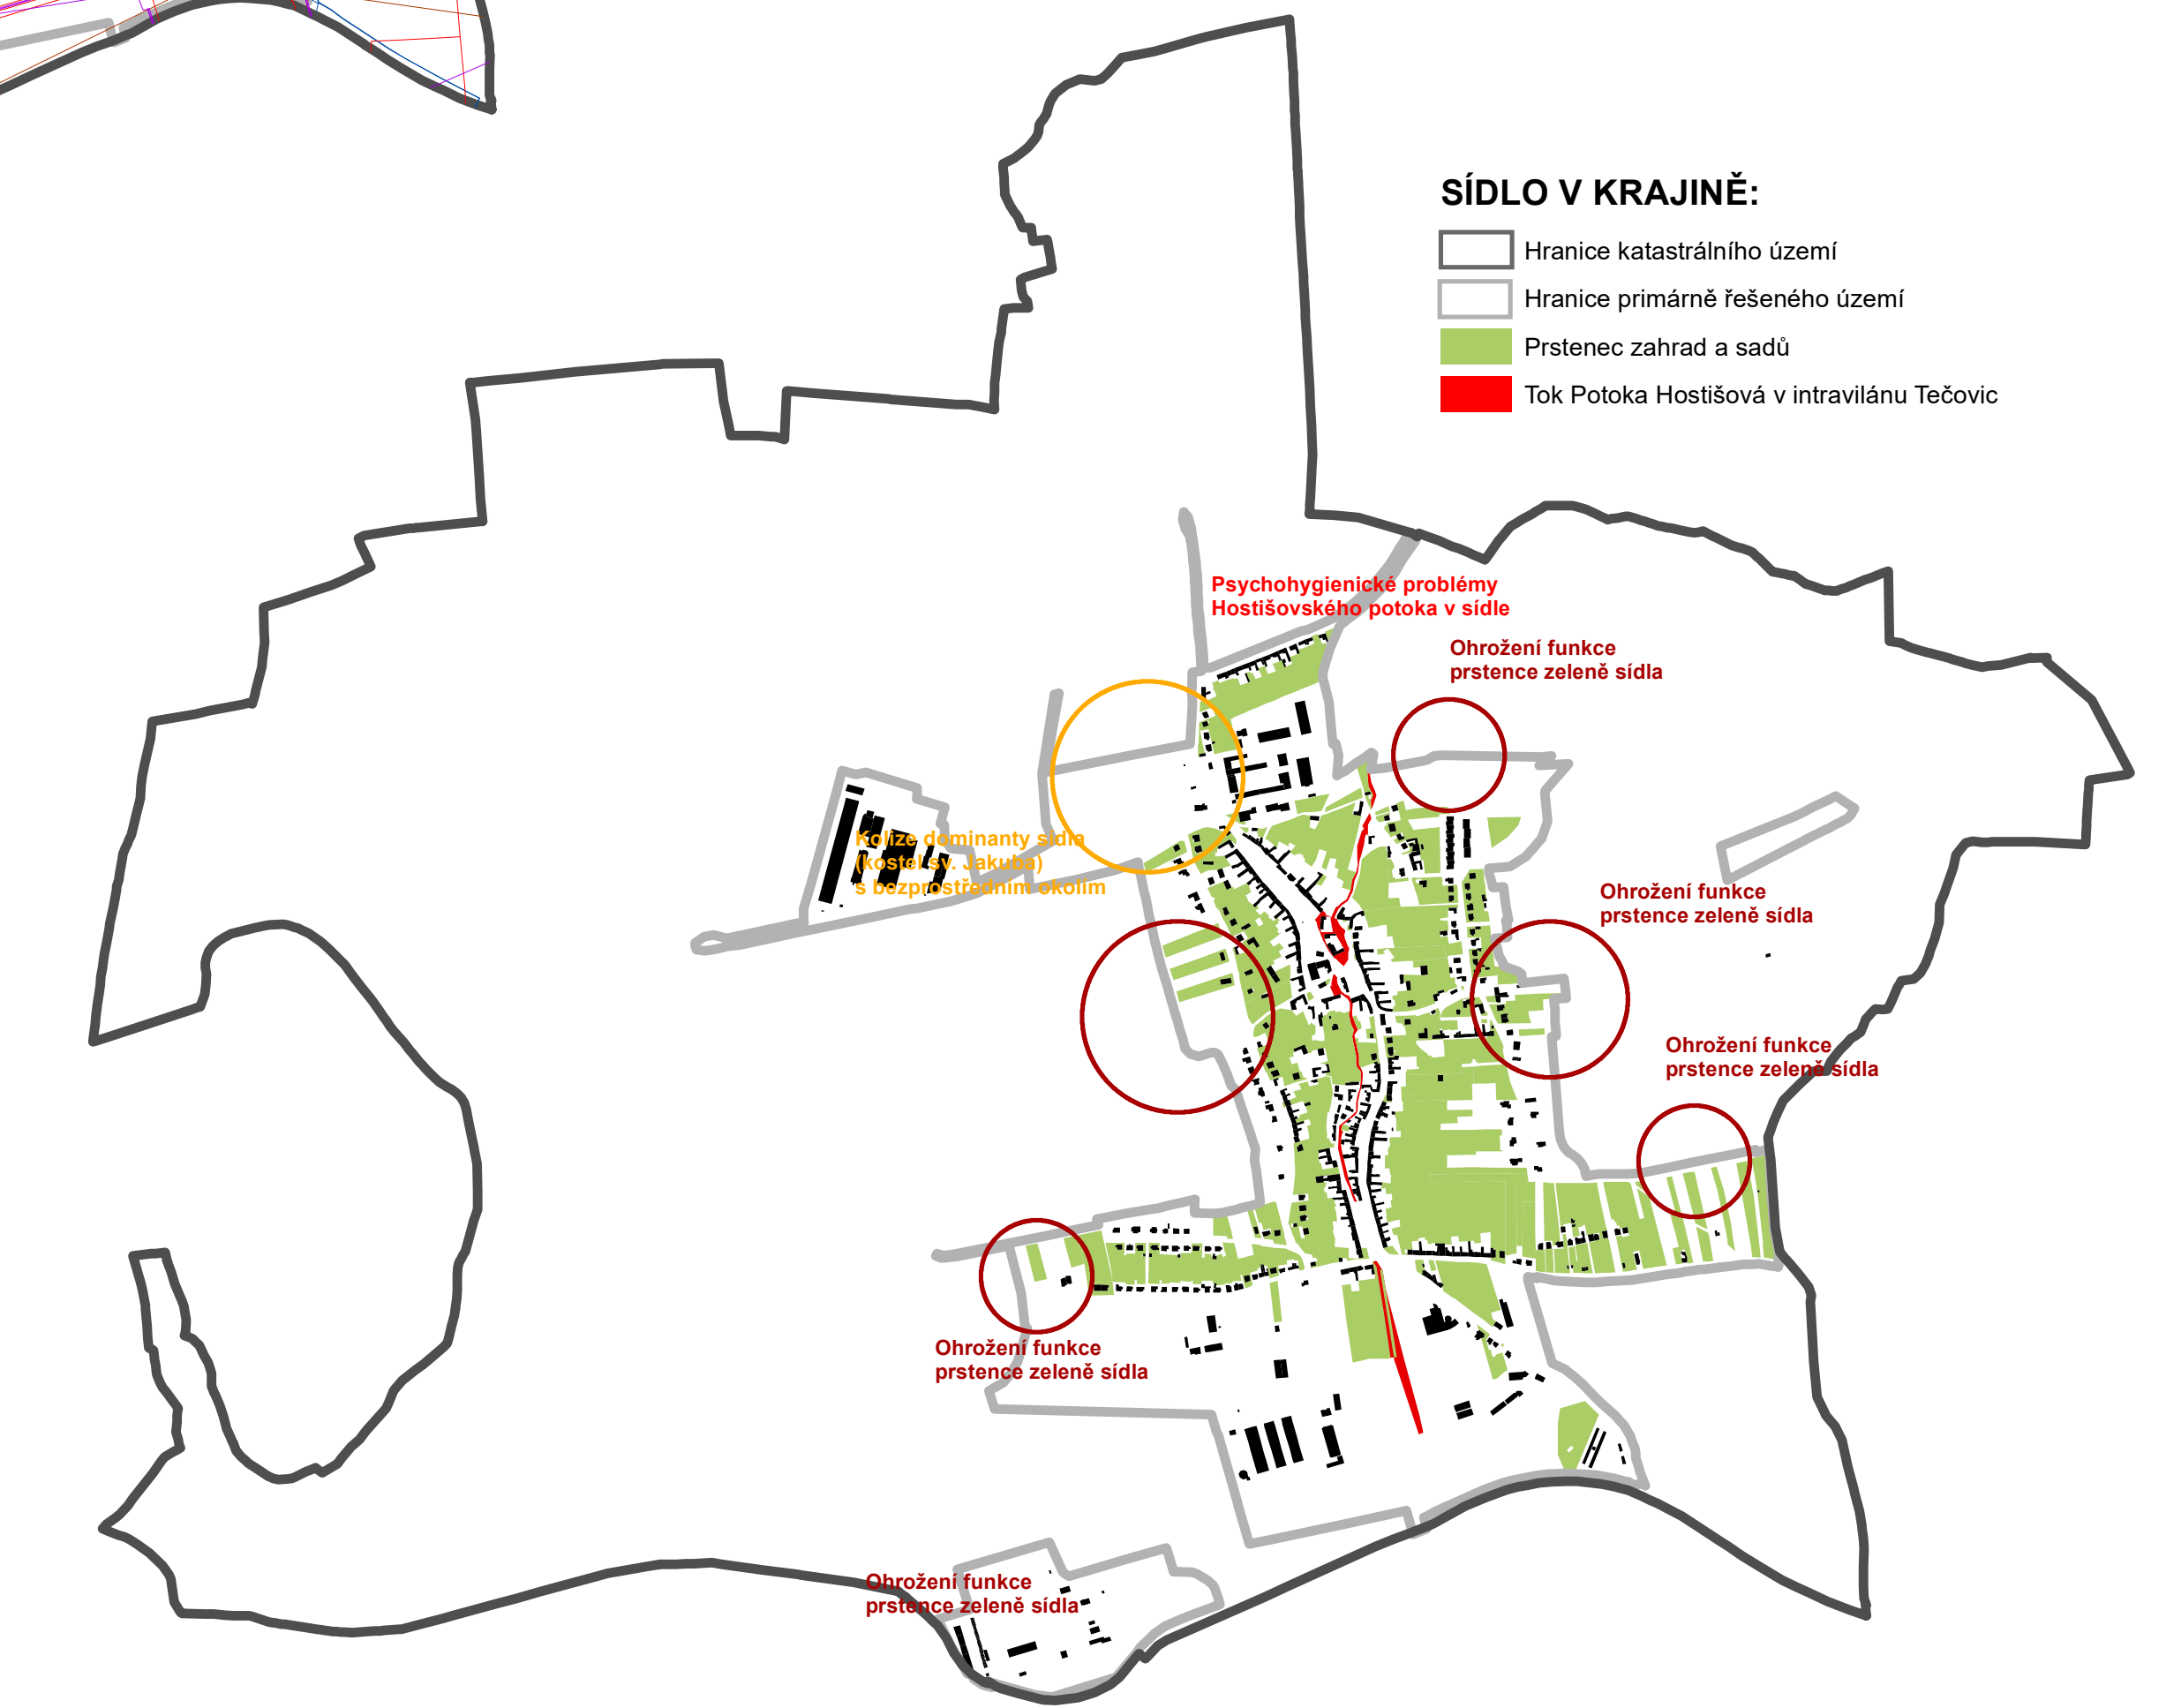 SÍDLO V KRAJINĚ:
Hranice katastrálního území
Hranice primárně řešeného území
Prstenec zahrad a sadů
Tok Potoka Hostišová v intravilánu Tečovic
Psychohygienické problémy
Hostišovského potoka v sídle
Ohrožení funkce
prstence zeleně sídla
Kolize dominanty sídla
(kostel sv. Jakuba)
s bezprostředním okolím
Ohrožení funkce
prstence zeleně sídla
Ohrožení funkce
prstence zeleně sídla
Ohrožení funkce
prstence zeleně sídla
Ohrožení funkce
prstence zeleně sídla